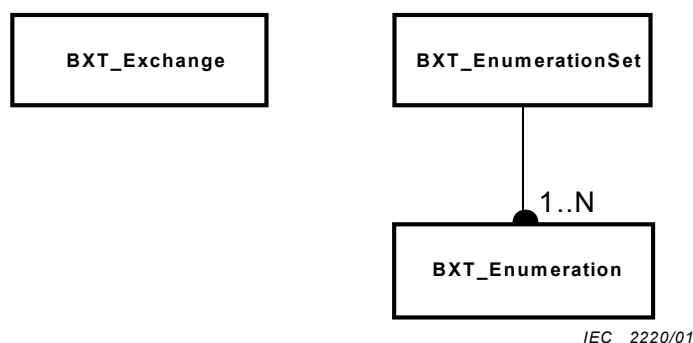 BXT_Exchange
BXT_EnumerationSet
1..N
BXT_Enumeration
IEC 2220/01